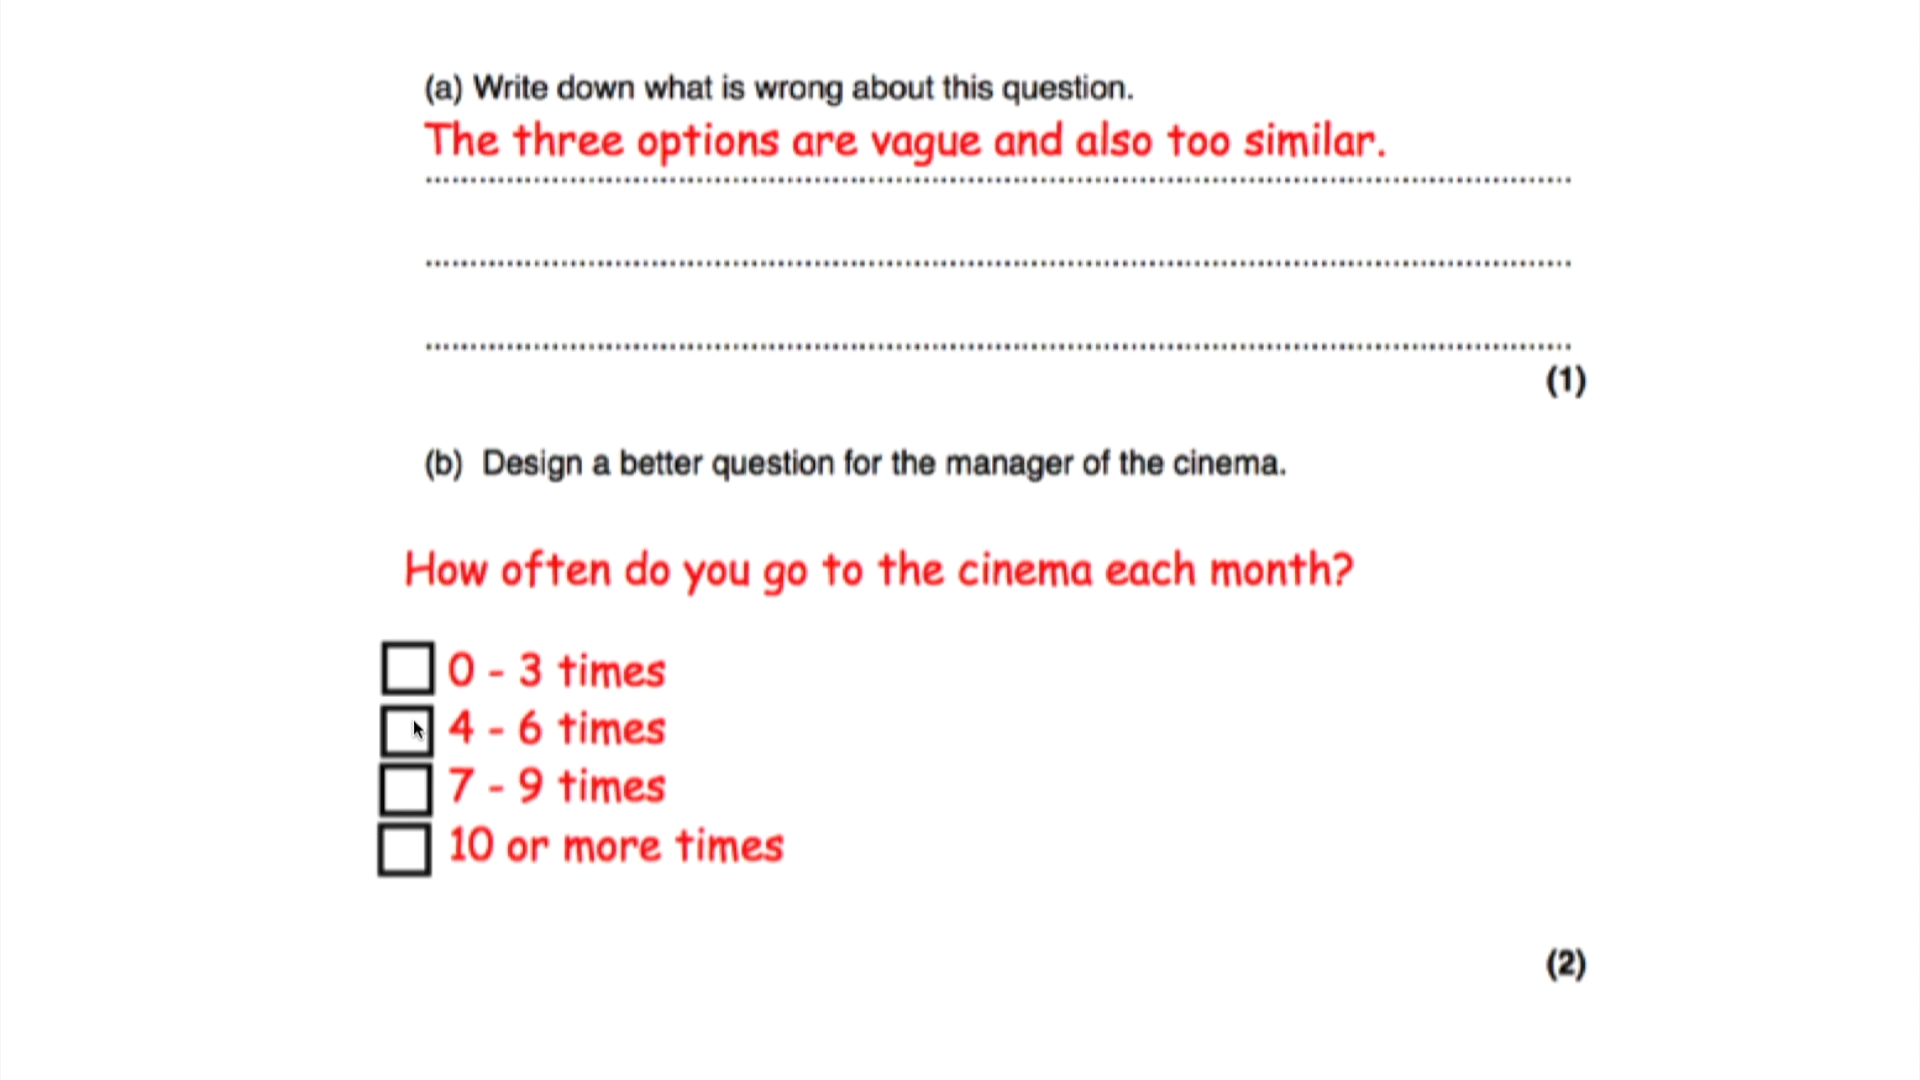 (a) Write down what is wrong about this question.
The three options are vague and also too similar.
(1)
(b) Design a better question for the manager of the cinema.
How often do you go to the cinema each month?
0 - 3 times
4 - 6 times
7 - 9 times
10 or more times
(2)